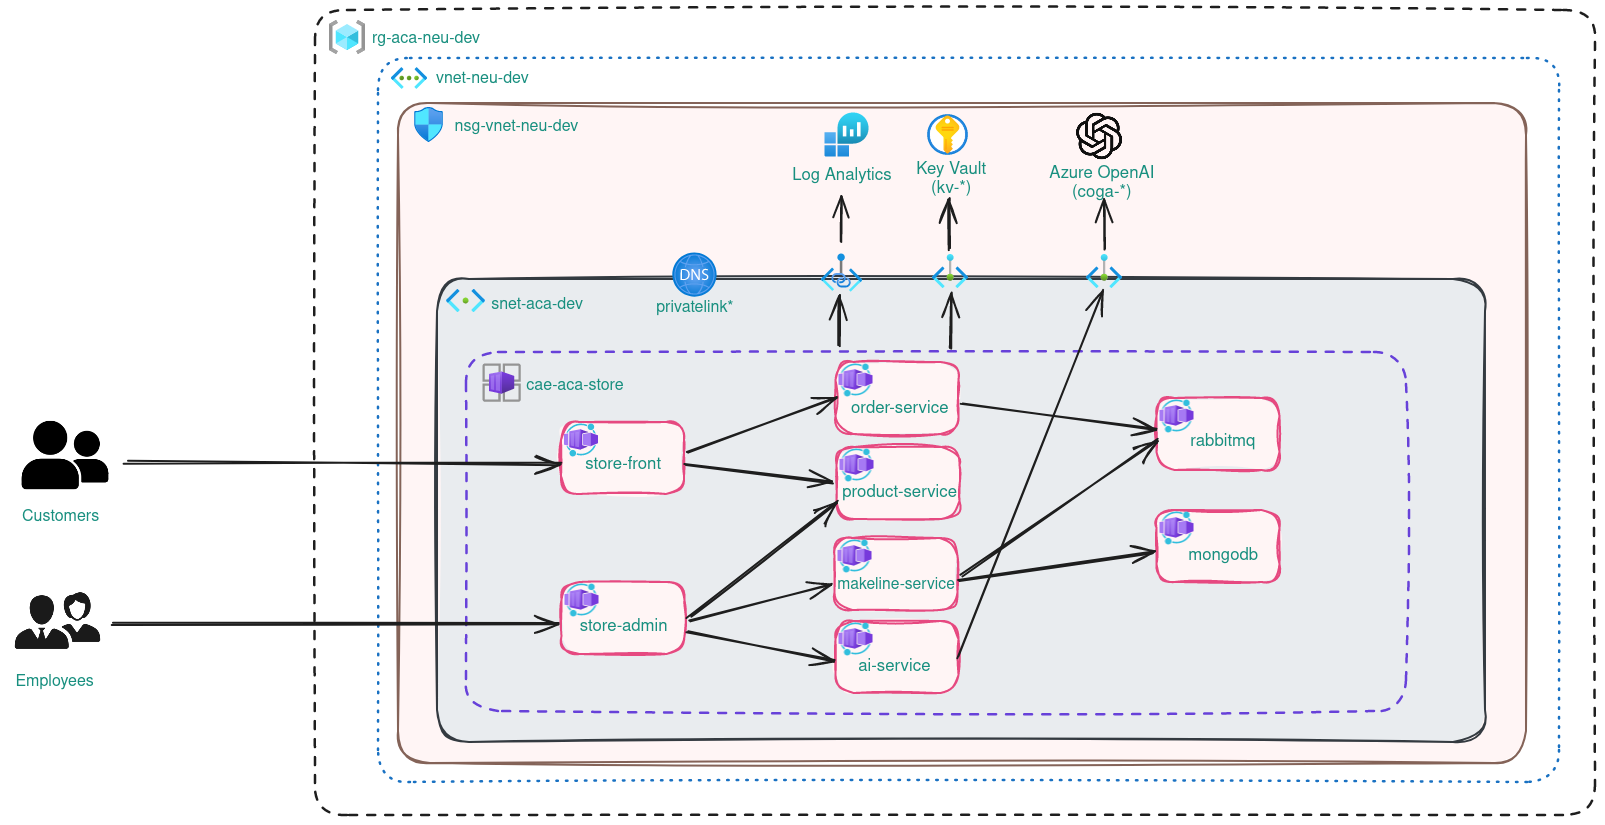 rg-aca-neu-dev
vnet-neu-dev
nsg-vnet-neu-dev
Log Analytics
Key Vault
(kv-*)
Azure OpenAI
(coga-*)
DNS
privatelink*
snet-aca-dev
cae-aca-store
order-service
store-front
product-service
rabbitmq
Customers
makeline-service
mongodb
store-admin
ai-service
Employees